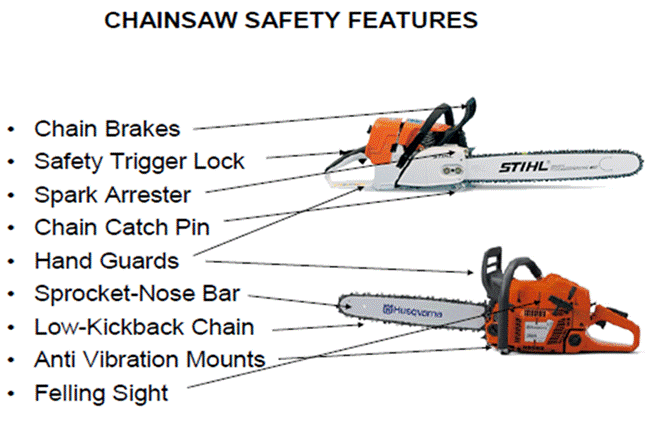 CHAINSAW SAFETY FEATURES
• Chain Brakes
• Safety Trigger Lock
• Spark Arrester
• Chain Catch Pin
• Hand Guards
• Sprocket-Nose Bar
• Low-Kickback Chain
• Anti Vibration Mounts
• Felling Sight
STIHL
Husqvarna